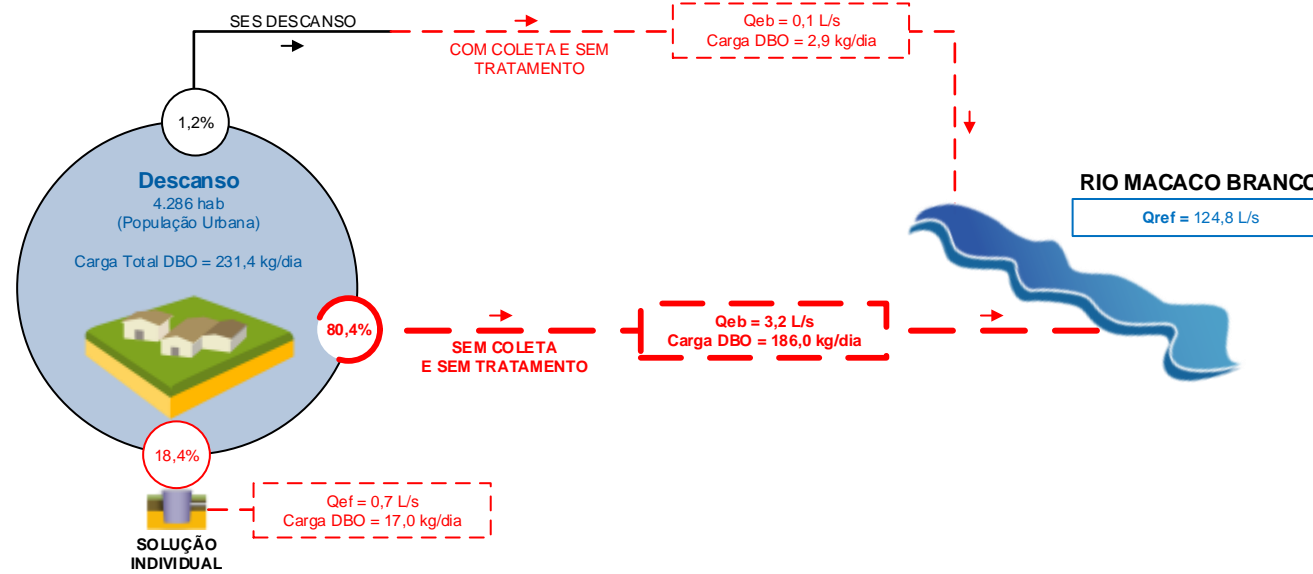 SES DESCANSO
COM COLETA E SEM
TRATAMENTO
Qeb = 0,1 L/s
Carga DBO = 2,9 kg/dia
1,2%
Descanso
4.286 hab
(População Urbana)
Carga Total DBO = 231,4 kg/dia
RIO MACACO BRANCO
Qref = 124,8 L/s
80,4%
SEM COLETA
E SEM TRATAMENTO
Qeb = 3,2 L/s
Carga DBO = 186,0 kg/dia
18,4%
Qef = 0,7 L/s
Carga DBO = 17,0 kg/dia
SOLUÇÃO
INDIVIDUAL